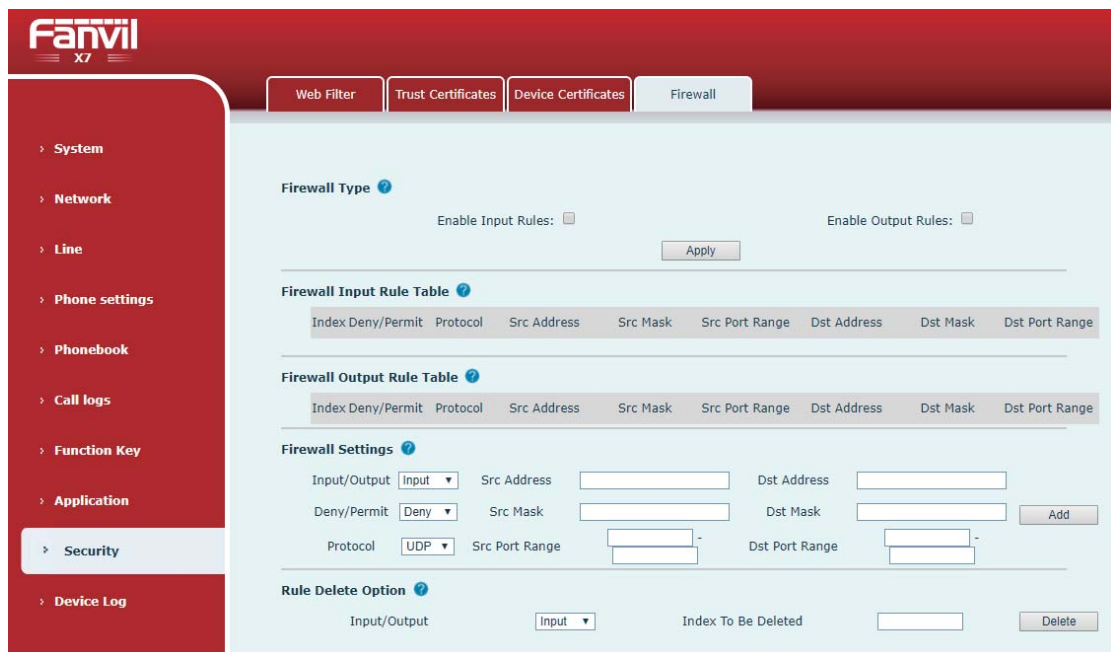 Fanvil
X7
Web Filter
Trust Certificates
Device Certificates
Firewall
› System
› Network
› Line
› Phone settings
› Phonebook
› Call logs
› Function Key
› Application
› Security
› Device Log
Firewall Type ?
Enable Input Rules: Enable Output Rules:
Apply
Firewall Input Rule Table ?
Index Deny/Permit Protocol Src Address Src Mask Src Port Range Dst Address Dst Mask Dst Port Range
Firewall Output Rule Table ?
Index Deny/Permit Protocol Src Address Src Mask Src Port Range Dst Address Dst Mask Dst Port Range
Firewall Settings ?
Input/Output Input Src Address Dst Address
Deny/Permit Deny Src Mask Dst Mask Add
Protocol UDP Src Port Range - Dst Port Range -
Rule Delete Option ?
Input/Output Input Index To Be Deleted Delete